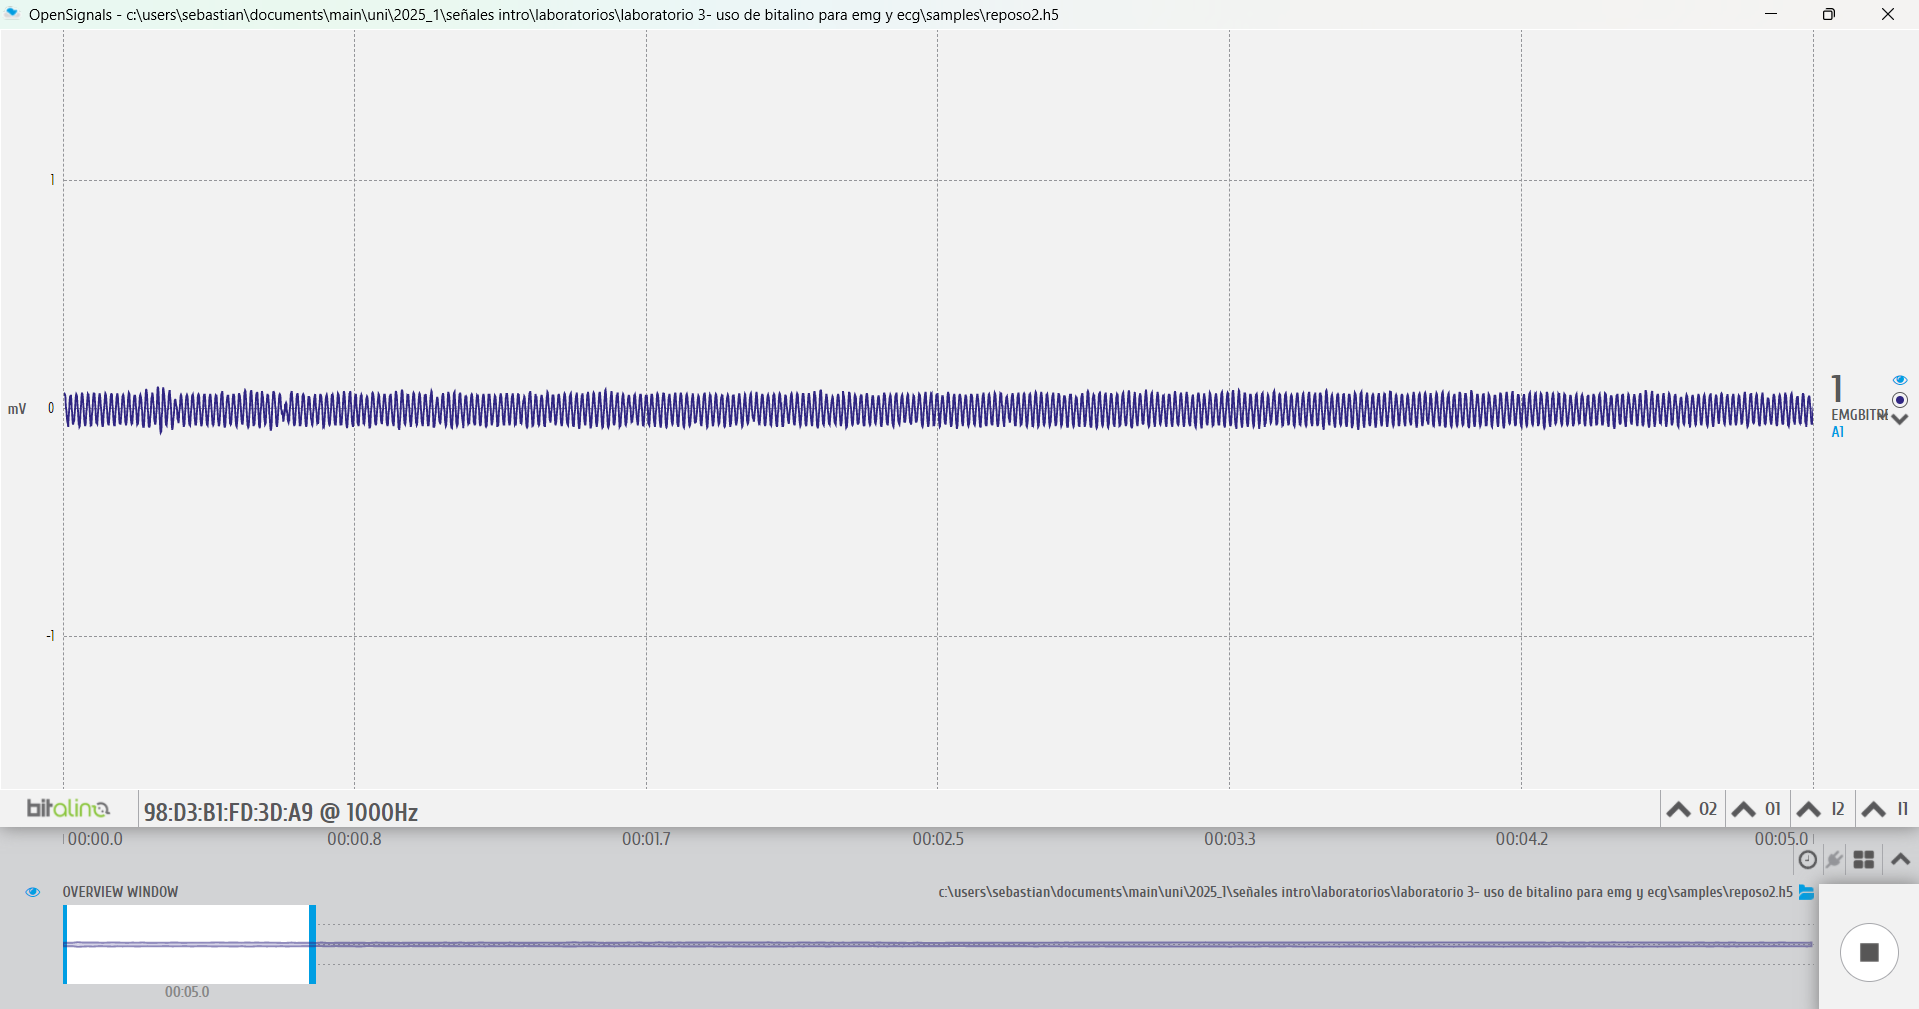 OpenSignals - c:\users\sebastian\documents\main\uni\2025_1\señales intro\laboratorios\laboratorio 3- uso de bitalino para emg y ecg\samples\reposo2.h5
1
mV 0
-1
1
A1
bitalino 98:D3:B1:FD:3D:A9 @ 1000Hz O2 O1 I2 I1
00:00.0 00:00.8 00:01.7 00:02.5 00:03.3 00:04.2 00:05.0
OVERVIEW WINDOW c:\users\sebastian\documents\main\uni\2025_1\señales intro\laboratorios\laboratorio 3- uso de bitalino para emg y ecg\samples\reposo2.h5
00:05.0